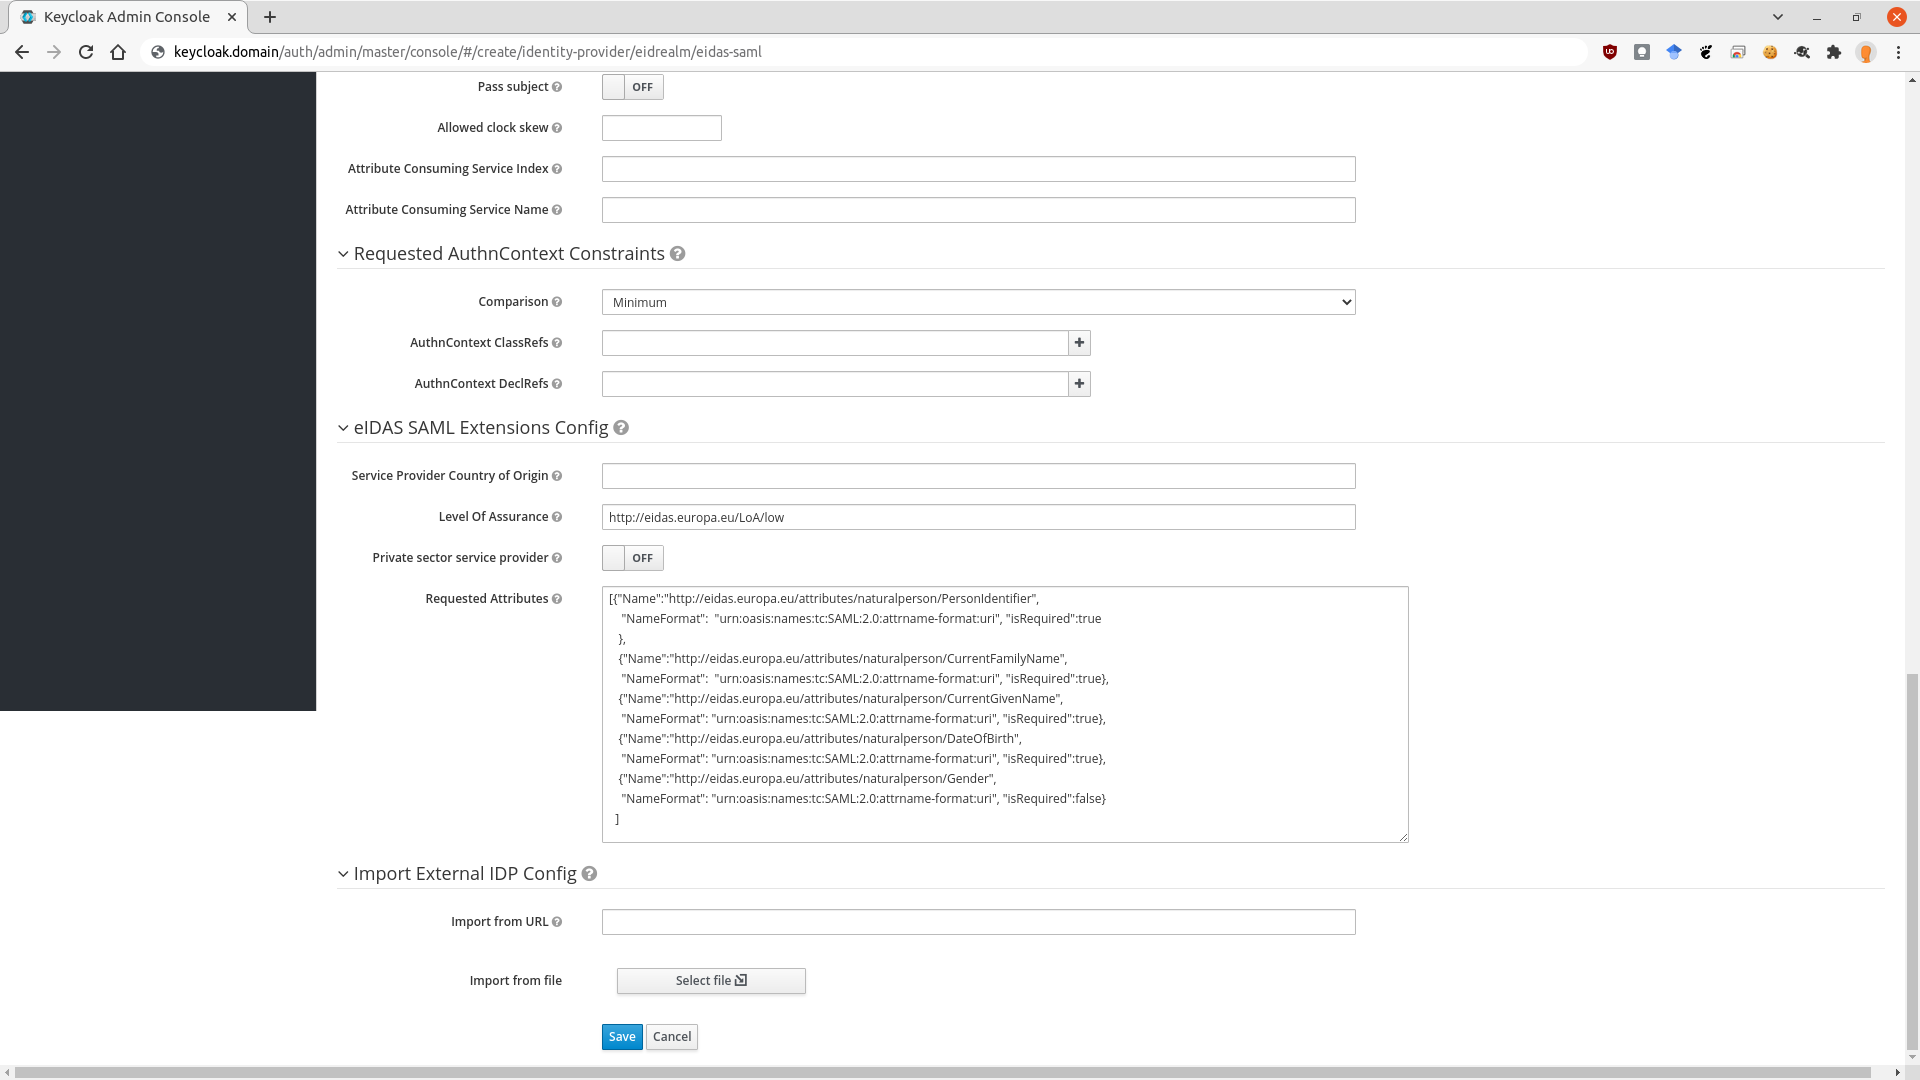 Keycloak Admin Console
keycloak.domain/auth/admin/master/console/#/create/identity-provider/eidrealm/eidas-saml
Pass subject
OFF
Allowed clock skew
Attribute Consuming Service Index
Attribute Consuming Service Name
Requested AuthnContext Constraints
Comparison
Minimum
AuthnContext ClassRefs
AuthnContext DeclRefs
eIDAS SAML Extensions Config
Service Provider Country of Origin
Level Of Assurance
http://eidas.europa.eu/LoA/low
Private sector service provider
OFF
Requested Attributes
[{"Name":"http://eidas.europa.eu/attributes/naturalperson/PersonIdentifier",
"NameFormat":  "urn:oasis:names:tc:SAML:2.0:attrname-format:uri", "isRequired":true
},
{"Name":"http://eidas.europa.eu/attributes/naturalperson/CurrentFamilyName",
"NameFormat":  "urn:oasis:names:tc:SAML:2.0:attrname-format:uri", "isRequired":true},
{"Name":"http://eidas.europa.eu/attributes/naturalperson/CurrentGivenName",
"NameFormat": "urn:oasis:names:tc:SAML:2.0:attrname-format:uri", "isRequired":true},
{"Name":"http://eidas.europa.eu/attributes/naturalperson/DateOfBirth",
"NameFormat": "urn:oasis:names:tc:SAML:2.0:attrname-format:uri", "isRequired":true},
{"Name":"http://eidas.europa.eu/attributes/naturalperson/Gender",
"NameFormat": "urn:oasis:names:tc:SAML:2.0:attrname-format:uri", "isRequired":false}
]
Import External IDP Config
Import from URL
Import from file
Select file
Save
Cancel